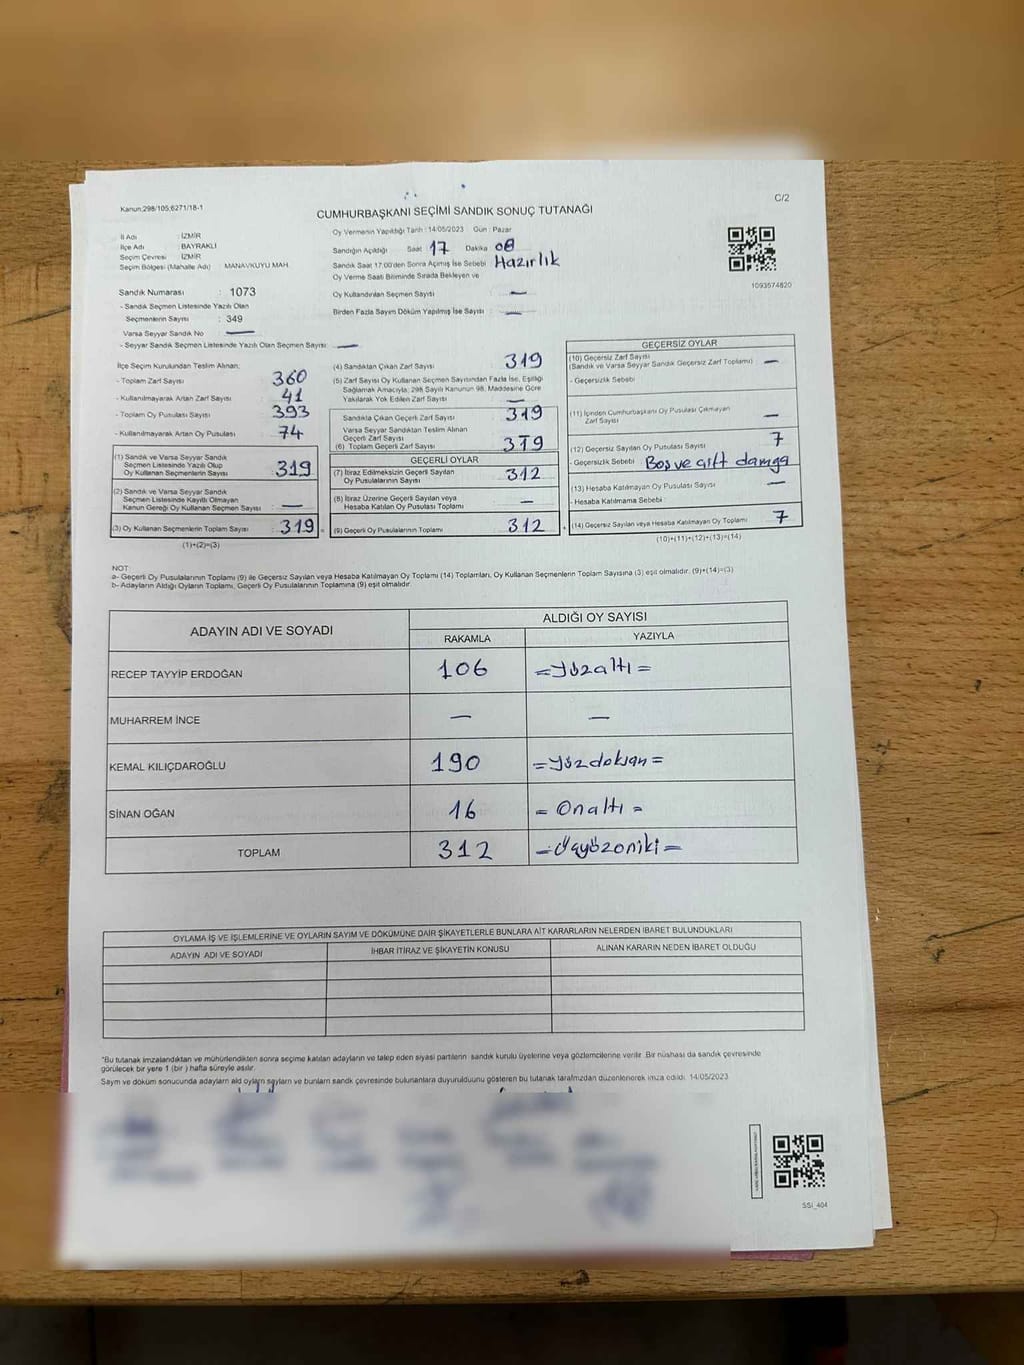 Kanun:298/105;6271/18-1
C/2
CUMHURBAŞKANI SEÇİMİ SANDIK SONUÇ TUTANAĞI
İl Adı : İZMİR
İlçe Adı : BAYRAKLI
Seçim Çevresi : İZMİR
Seçim Bölgesi (Mahalle Adı) MANAVKUYU MAH.
Sandık Numarası : 1073
- Sandık Seçmen Listesinde Yazılı Olan
Seçmenlerin Sayısı : 349
Varsa Seyyar Sandık No —
- Seyyar Sandık Seçmen Listesinde Yazılı Olan Seçmen Sayısı: —
Oy Vermenin Yapıldığı Tarih : 14/05/2023 Gün : Pazar
Sandığın Açıldığı Saat 17 Dakika 08
Sandık Saat 17:00'den Sonra Açılmış İse Sebebi Hazırlık
Oy Verme Saati Bitiminde Sırada Bekleyen ve
Oy Kullandırılan Seçmen Sayısı —
Birden Fazla Sayım Döküm Yapılmış İse Sayısı : —
1093574820
İlçe Seçim Kurulundan Teslim Alınan;
- Toplam Zarf Sayısı 360
- Kullanılmayarak Artan Zarf Sayısı 41
- Toplam Oy Pusulası Sayısı 393
- Kullanılmayarak Artan Oy Pusulası 74
(1) Sandık ve Varsa Seyyar Sandık
Seçmen Listesinde Yazılı Olup
Oy Kullanan Seçmenlerin Sayısı 319
(2) Sandık ve Varsa Seyyar Sandık
Seçmen Listesinde Kayıtlı Olmayan
Kanun Gereği Oy Kullanan Seçmen Sayısı : —
(3) Oy Kullanan Seçmenlerin Toplam Sayısı 319
(1)+(2)=(3)
(4) Sandıktan Çıkan Zarf Sayısı 319
(5) Zarf Sayısı Oy Kullanan Seçmen Sayısından Fazla İse, Eşitliği
Sağlamak Amacıyla; 298 Sayılı Kanunun 98. Maddesine Göre
Yakılarak Yok Edilen Zarf Sayısı :
Sandıkta Çıkan Geçerli Zarf Sayısı 319
Varsa Seyyar Sandıktan Teslim Alınan
Geçerli Zarf Sayısı —
(6) Toplam Geçerli Zarf Sayısı 319
GEÇERLİ OYLAR
(7) İtiraz Edilmeksizin Geçerli Sayılan
Oy Pusulalarının Sayısı 312
(8) İtiraz Üzerine Geçerli Sayılan veya
Hesaba Katılan Oy Pusulası Toplamı —
(9) Geçerli Oy Pusulalarının Toplamı 312
GEÇERSİZ OYLAR
(10) Geçersiz Zarf Sayısı
(Sandık ve Varsa Seyyar Sandık Geçersiz Zarf Toplamı) —
- Geçersizlik Sebebi
(11) İçinden Cumhurbaşkanı Oy Pusulası Çıkmayan
Zarf Sayısı —
(12) Geçersiz Sayılan Oy Pusulası Sayısı 7
- Geçersizlik Sebebi Boş ve çift damga
(13) Hesaba Katılmayan Oy Pusulası Sayısı —
- Hesaba Katılmama Sebebi
(14) Geçersiz Sayılan veya Hesaba Katılmayan Oy Toplamı 7
(10)+(11)+(12)+(13)=(14)
NOT:
a- Geçerli Oy Pusulalarının Toplamı (9) ile Geçersiz Sayılan veya Hesaba Katılmayan Oy Toplamı (14) Toplamları, Oy Kullanan Seçmenlerin Toplam Sayısına (3) eşit olmalıdır. (9)+(14)=(3)
b- Adayların Aldığı Oyların Toplamı, Geçerli Oy Pusulalarının Toplamına (9) eşit olmalıdır.
ADAYIN ADI VE SOYADI
ALDIĞI OY SAYISI
RAKAMLA YAZIYLA
RECEP TAYYİP ERDOĞAN 106 =Yüzaltı=
MUHARREM İNCE — —
KEMAL KILIÇDAROĞLU 190 =Yüzdoksan=
SİNAN OĞAN 16 =Onaltı=
TOPLAM 312 =Üçyüzoniki=
OYLAMA İŞ VE İŞLEMLERİNE VE OYLARIN SAYIM VE DÖKÜMÜNE DAİR ŞİKAYETLERLE BUNLARA AİT KARARLARIN NELERDEN İBARET BULUNDUKLARI
ADAYIN ADI VE SOYADI İHBAR İTİRAZ VE ŞİKAYETİN KONUSU ALINAN KARARIN NEDEN İBARET OLDUĞU
*Bu tutanak imzalandıktan ve mühürlendikten sonra seçime katılan adayların ve talep eden siyasi partilerin sandık kurulu üyelerine veya gözlemcilerine verilir. Bir nüshası da sandık çevresinde
görülecek bir yere 1 (bir) hafta süreyle asılır.
Sayım ve döküm sonucunda adayların ald oyların sayıların ve bunların sandık çevresinde bulunanlara duyurulduunu gösteren bu tutanak tarafımızdan düzenlenerek imza edildi. 14/05/2023
SSİ_404